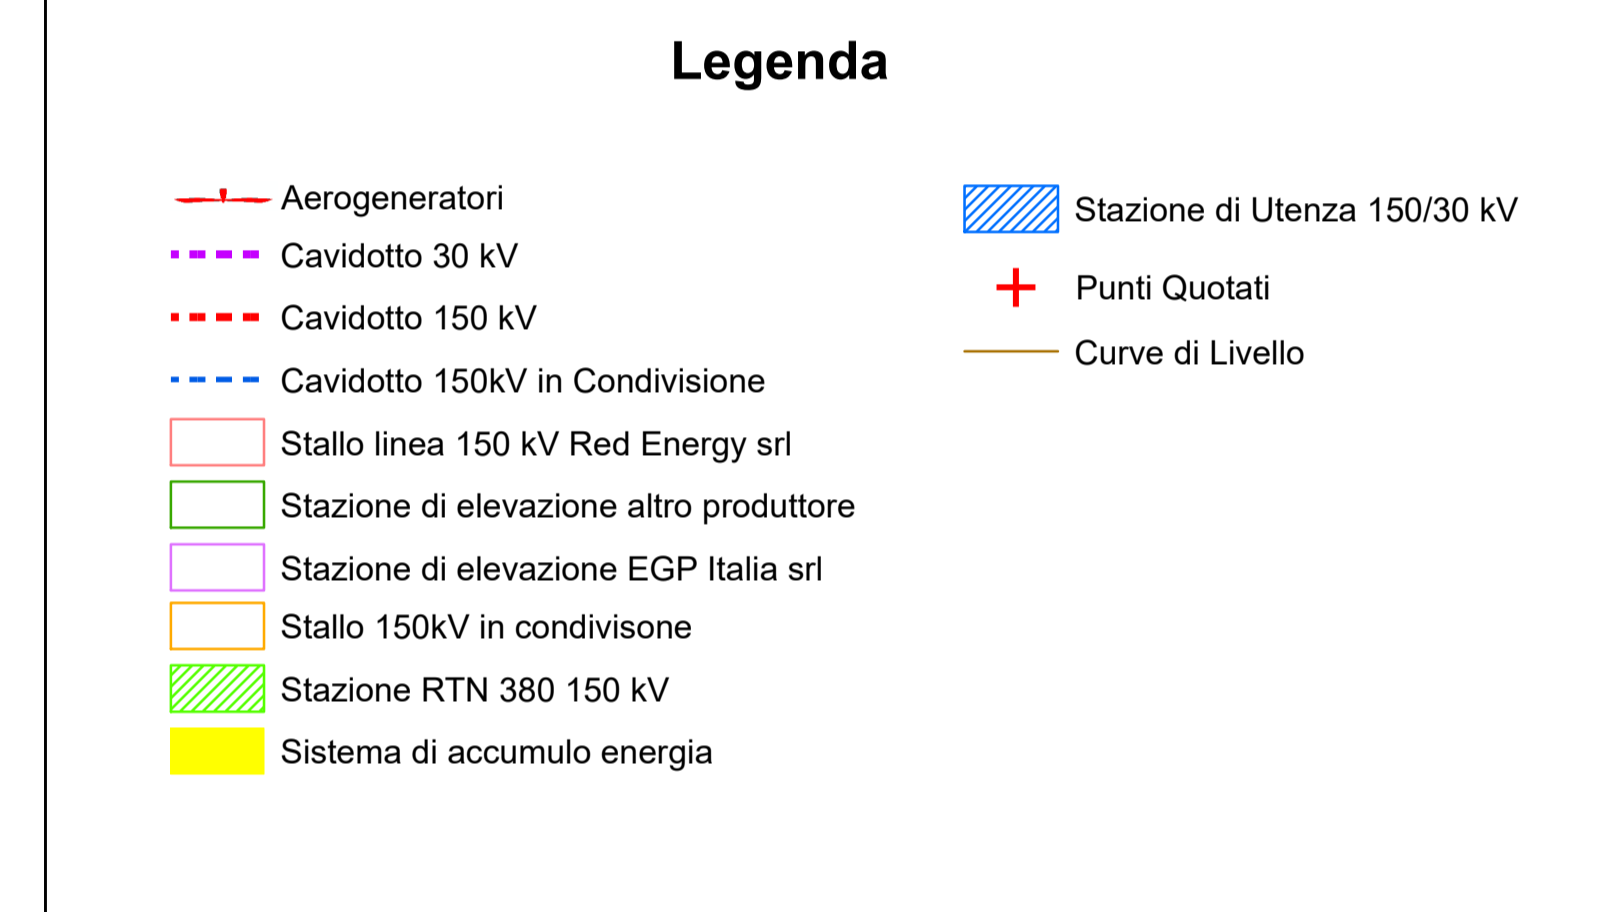 Legenda
Aerogeneratori
Cavidotto 30 kV
Cavidotto 150 kV
Cavidotto 150kV in Condivisione
Stallo linea 150 kV Red Energy srl
Stazione di elevazione altro produttore
Stazione di elevazione EGP Italia srl
Stallo 150kV in condivisone
Stazione RTN 380 150 kV
Sistema di accumulo energia
Stazione di Utenza 150/30 kV
Punti Quotati
Curve di Livello